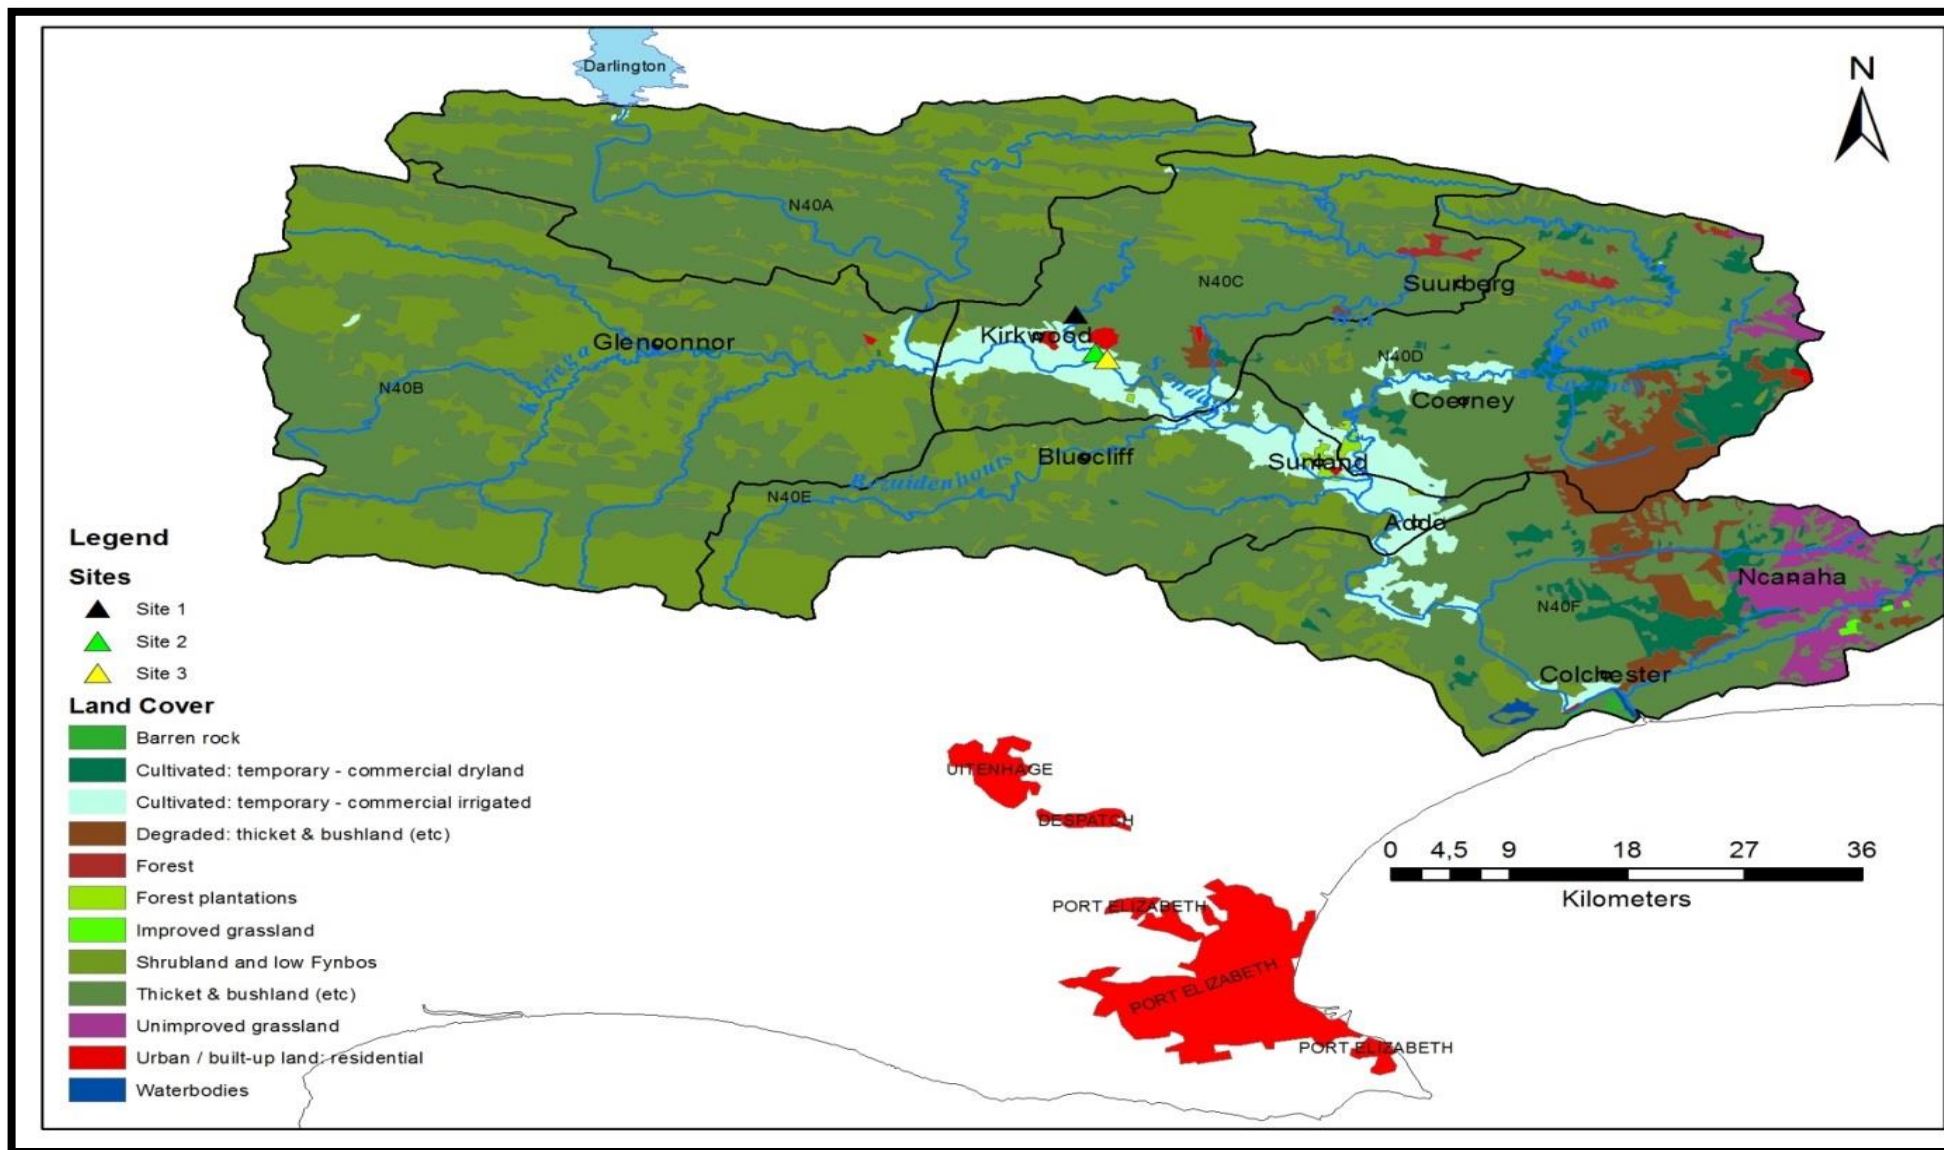 Darlington
N
N40A
N40C
Suurberg
Kirkwood
Glenconnor
N40D
N40B
Kariega
Sondags
Coerney
Coerney
Bluecliff
Sunland
N40E
Bezuidenhouts
Addo
Ncanaha
N40F
Colchester
Legend
Sites
Site 1
Site 2
Site 3
Land Cover
Barren rock
Cultivated: temporary - commercial dryland
Cultivated: temporary - commercial irrigated
Degraded: thicket & bushland (etc)
Forest
Forest plantations
Improved grassland
Shrubland and low Fynbos
Thicket & bushland (etc)
Unimproved grassland
Urban / built-up land: residential
Waterbodies
UITENHAGE
DESPATCH
PORT ELIZABETH
PORT ELIZABETH
PORT ELIZABETH
0 4,5 9 18 27 36
Kilometers